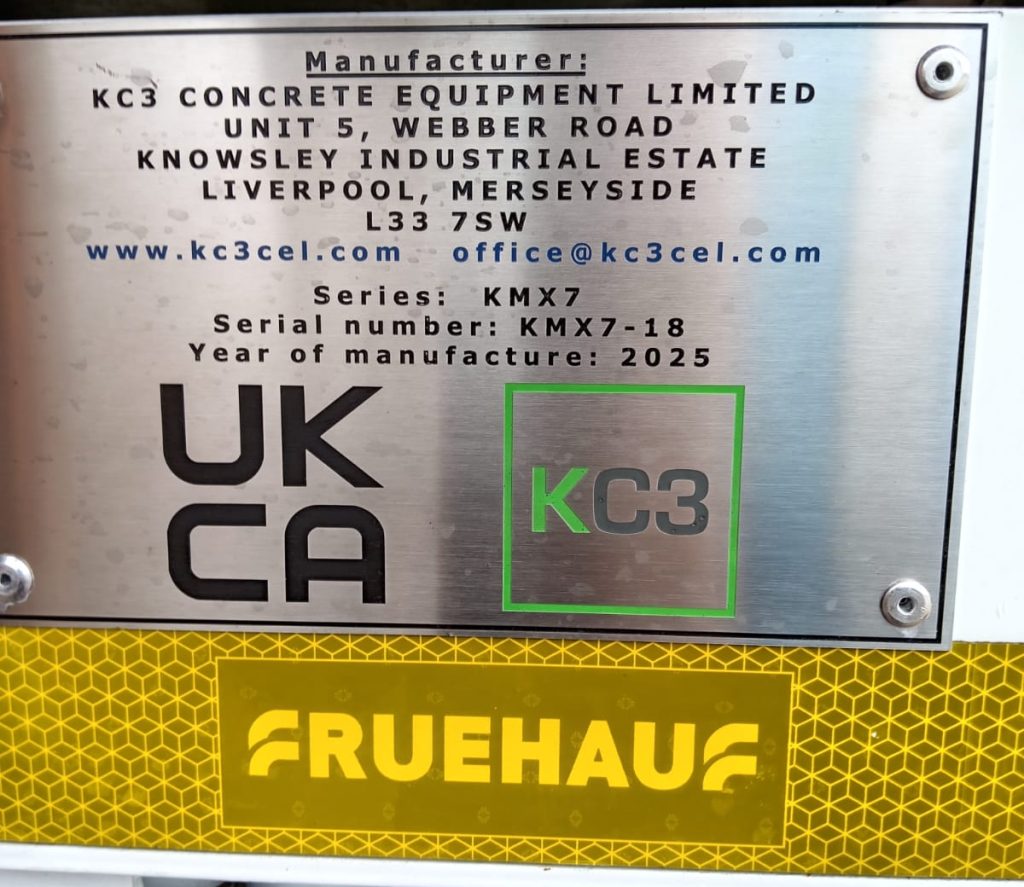 Manufacturer:
KC3 CONCRETE EQUIPMENT LIMITED
UNIT 5, WEBBER ROAD
KNOWSLEY INDUSTRIAL ESTATE
LIVERPOOL, MERSEYSIDE
L33 7SW
www.kc3cel.com office@kc3cel.com
Series: KMX7
Serial number: KMX7-18
Year of manufacture: 2025
UK
CA
KC3
FRUEHAUF